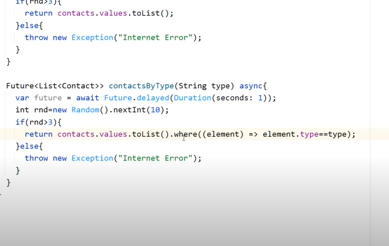 if(rnd>3){
return contacts.values.toList();
}else{
throw new Exception("Internet Error");
}
}
Future<List<Contact>> contactsByType(String type) async{
var future = await Future.delayed(Duration(seconds: 1));
int rnd=new Random().nextInt(10);
if(rnd>3){
return contacts.values.toList().where((element) => element.type==type);
}else{
throw new Exception("Internet Error");
}
}